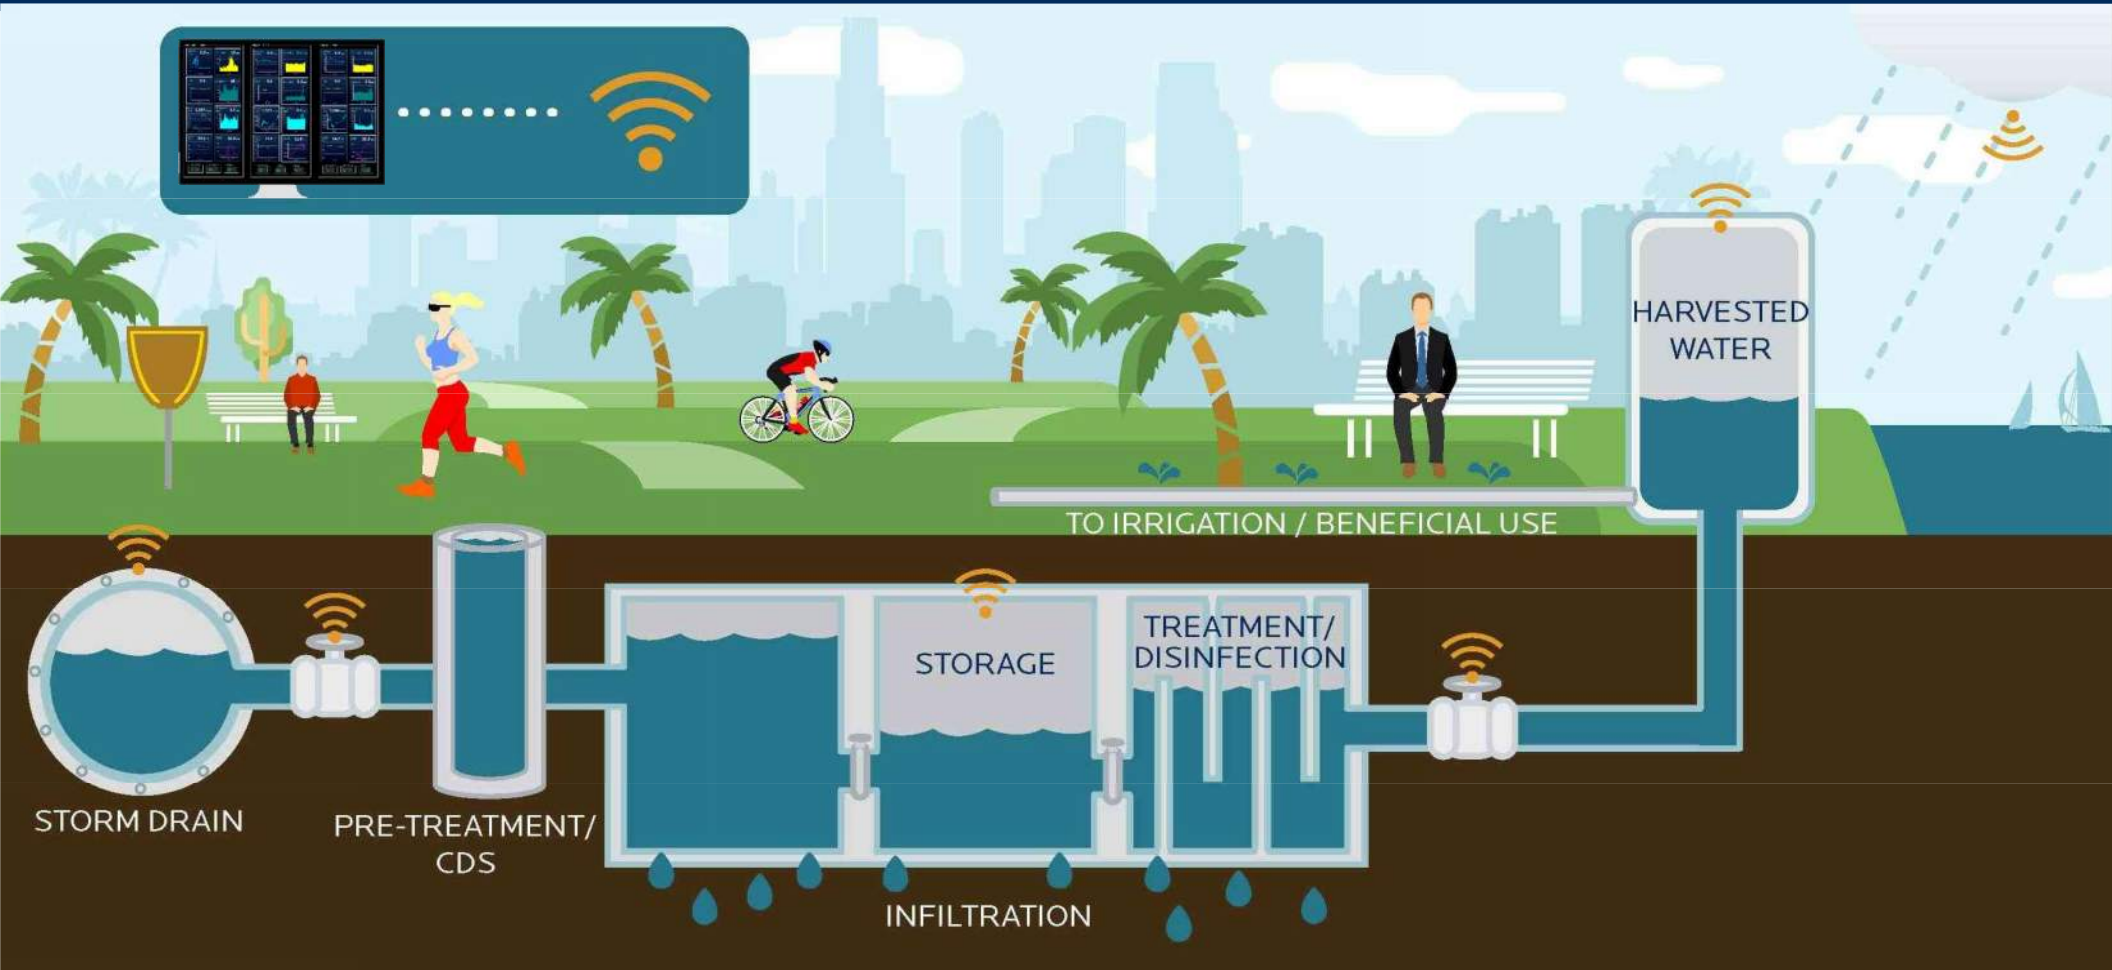 HARVESTED
WATER
TO IRRIGATION / BENEFICIAL USE
STORAGE
TREATMENT/
DISINFECTION
STORM DRAIN
PRE-TREATMENT/
CDS
INFILTRATION